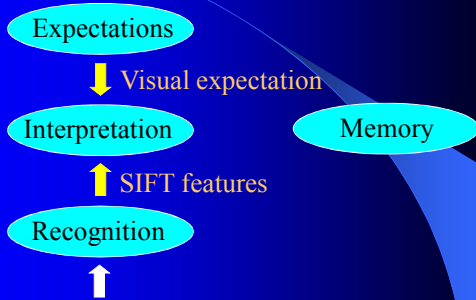 Expectations
Visual expectation
Interpretation
Memory
SIFT features
Recognition